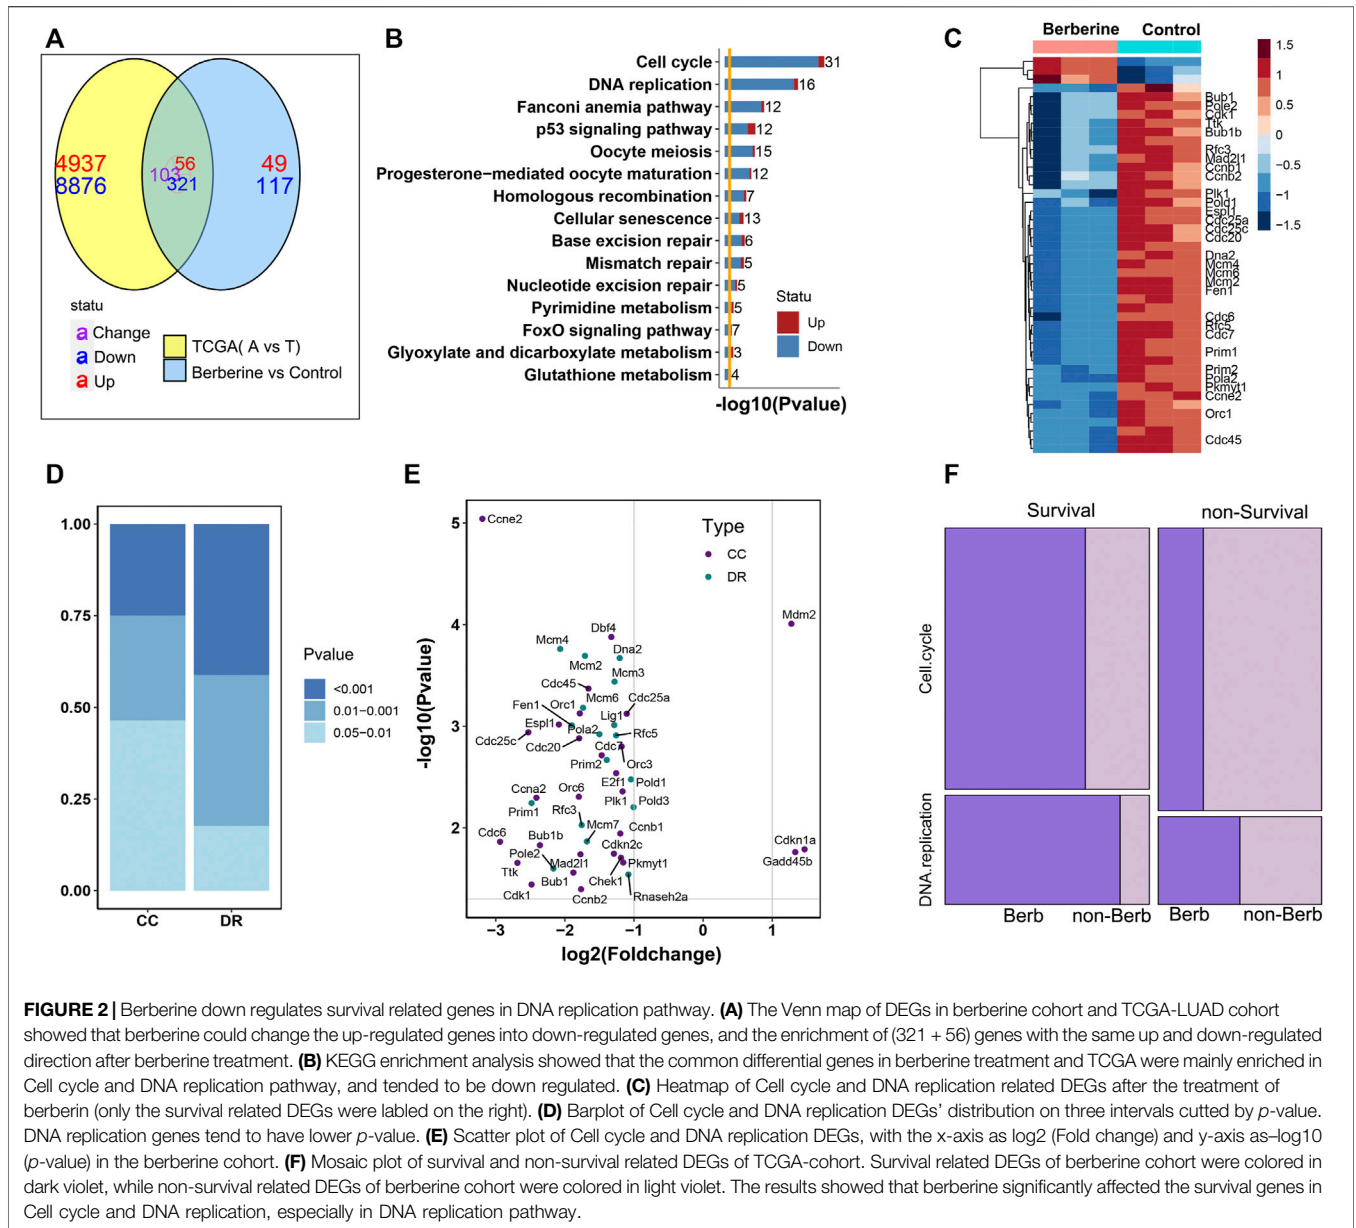 A
4937
8876
56
103
321
49
117
statu
a Change
a Down
a Up
TCGA( A vs T)
Berberine vs Control
B
Cell cycle 31
DNA replication 16
Fanconi anemia pathway 12
p53 signaling pathway 12
Oocyte meiosis 15
Progesterone−mediated oocyte maturation 12
Homologous recombination 7
Cellular senescence 13
Base excision repair 6
Mismatch repair 5
Nucleotide excision repair 5
Pyrimidine metabolism 5
FoxO signaling pathway 7
Glyoxylate and dicarboxylate metabolism 3
Glutathione metabolism 4
Statu
Up
Down
-log10(Pvalue)
C
Berberine Control
1.5
1
0.5
0
−0.5
−1
−1.5
Bub1
Pole2
Cdk1
Ttk
Bub1b
Rfc3
Mad2l1
Ccnb1
Ccnb2
Plk1
Pold1
Espl1
Cdc25a
Cdc25c
Cdc20
Dna2
Mcm4
Mcm6
Mcm2
Fen1
Cdc6
Rfc5
Cdc7
Prim1
Prim2
Pola2
Pkmyt1
Ccne2
Orc1
Cdc45
D
1.00
0.75
0.50
0.25
0.00
CC DR
Pvalue
<0.001
0.01−0.001
0.05−0.01
E
-log10(Pvalue)
5
4
3
2
−3 −2 −1 0 1
log2(Foldchange)
Type
CC
DR
Ccne2
Mdm2
Dbf4
Mcm4
Dna2
Mcm2
Mcm3
Cdc45
Mcm6
Cdc25a
Fen1
Orc1
Lig1
Espl1
Pola2
Rfc5
Cdc25c
Cdc20
Cdc7
Prim2
Orc3
E2f1
Pold1
Ccna2
Orc6
Plk1
Pold3
Prim1
Rfc3
Mcm7
Ccnb1
Cdc6
Bub1b
Cdkn2c
Cdkn1a
Pole2
Mad2l1
Pkmyt1
Gadd45b
Ttk
Bub1
Chek1
Cdk1
Ccnb2
Rnaseh2a
F
Survival
non-Survival
Cell.cycle
DNA.replication
Berb non-Berb Berb non-Berb
FIGURE 2 | Berberine down regulates survival related genes in DNA replication pathway. (A) The Venn map of DEGs in berberine cohort and TCGA-LUAD cohort
showed that berberine could change the up-regulated genes into down-regulated genes, and the enrichment of (321 + 56) genes with the same up and down-regulated
direction after berberine treatment. (B) KEGG enrichment analysis showed that the common differential genes in berberine treatment and TCGA were mainly enriched in
Cell cycle and DNA replication pathway, and tended to be down regulated. (C) Heatmap of Cell cycle and DNA replication related DEGs after the treatment of
berberin (only the survival related DEGs were labled on the right). (D) Barplot of Cell cycle and DNA replication DEGs’ distribution on three intervals cutted by p-value.
DNA replication genes tend to have lower p-value. (E) Scatter plot of Cell cycle and DNA replication DEGs, with the x-axis as log2 (Fold change) and y-axis as–log10
(p-value) in the berberine cohort. (F) Mosaic plot of survival and non-survival related DEGs of TCGA-cohort. Survival related DEGs of berberine cohort were colored in
dark violet, while non-survival related DEGs of berberine cohort were colored in light violet. The results showed that berberine significantly affected the survival genes in
Cell cycle and DNA replication, especially in DNA replication pathway.